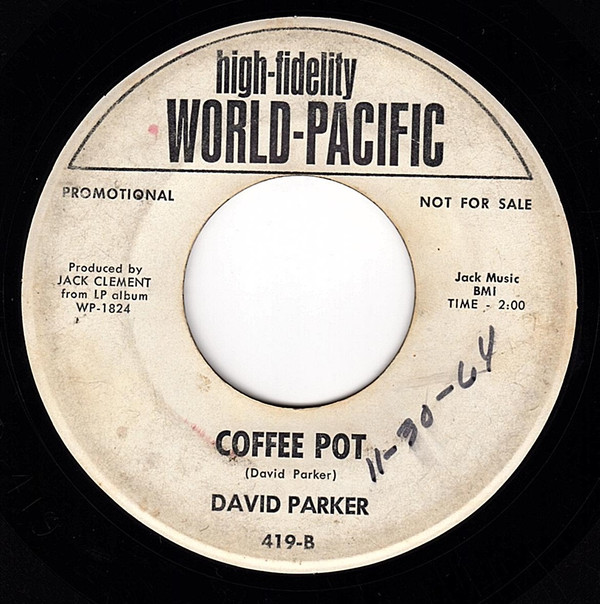 high-fidelity
WORLD-PACIFIC
PROMOTIONAL
NOT FOR SALE
Produced by
JACK CLEMENT
from LP album
WP-1824
Jack Music
BMI
TIME - 2:00
11-30-64
COFFEE POT
(David Parker)
DAVID PARKER
419-B